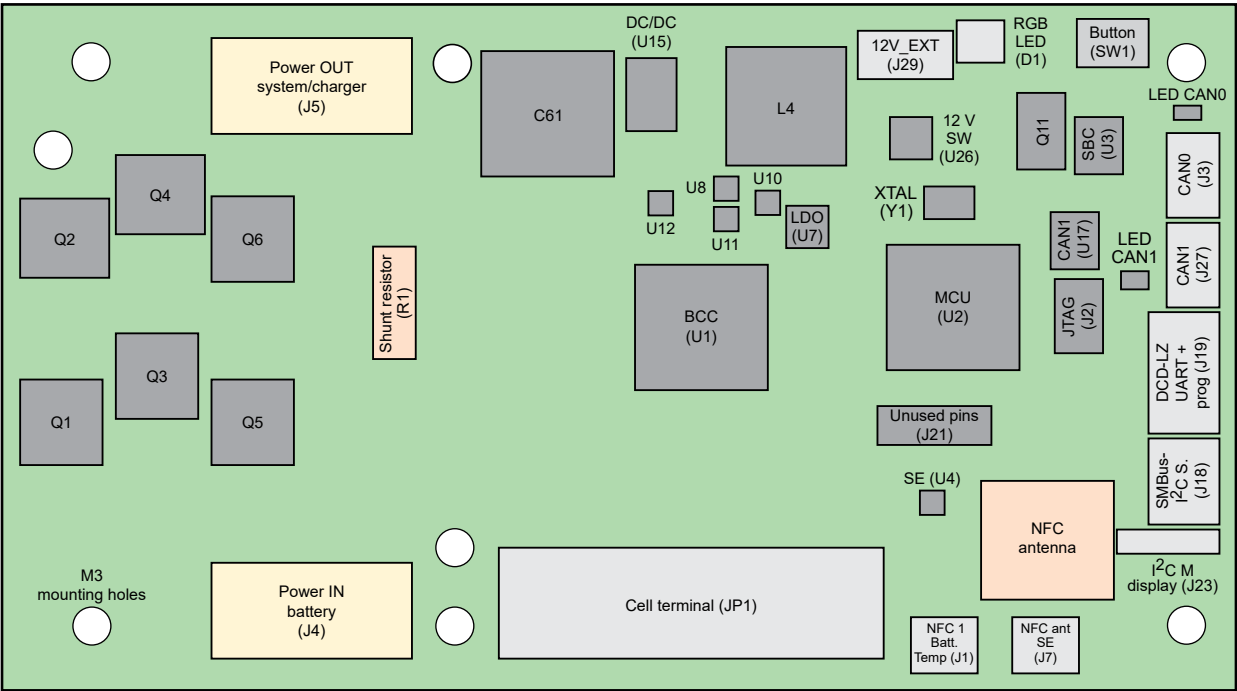 DC/DC
(U15)
RGB
LED
(D1)
Button
(SW1)
12V_EXT
(J29)
Power OUT
system/charger
(J5)
C61
L4
LED CAN0
12 V
SW
(U26)
Q11
SBC
(U3)
CAN0
(J3)
Q4
Q2
Q6
U8
U10
U12
U11
LDO
(U7)
XTAL
(Y1)
CAN1
(U17)
LED
CAN1
CAN1
(J27)
Shunt resistor
(R1)
BCC
(U1)
MCU
(U2)
JTAG
(J2)
DCD-LZ
UART +
prog (J19)
Q3
Q1
Q5
Unused pins
(J21)
SE (U4)
SMBus-
I2C S.
(J18)
NFC
antenna
I2C M
display (J23)
M3
mounting holes
Power IN
battery
(J4)
Cell terminal (JP1)
NFC 1
Batt.
Temp (J1)
NFC ant
SE
(J7)